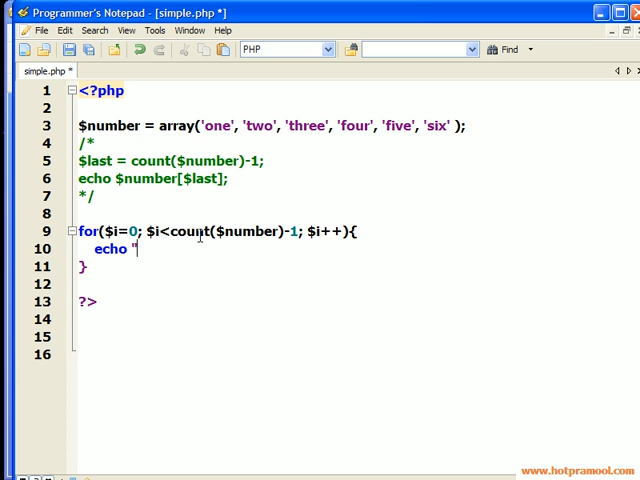 Programmer's Notepad - [simple.php *]
File Edit Search View Tools Window Help
PHP Find
simple.php *
1 <?php
2
3 $number = array('one', 'two', 'three', 'four', 'five', 'six' );
4 /*
5 $last = count($number)-1;
6 echo $number[$last];
7 */
8
9 for($i=0; $i<count($number)-1; $i++){
10 echo "
11 }
12
13 ?>
14
15
16
www.hotpramool.com